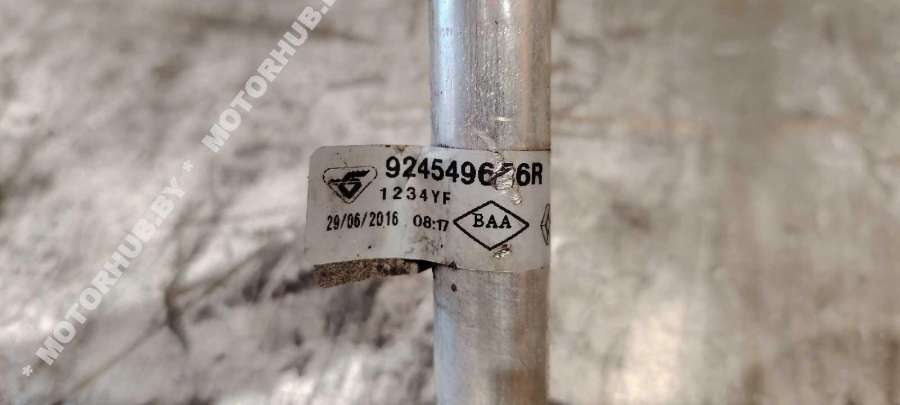 * MOTORHUB.BY * MOTORHUB.BY
1234YF
29/06/2016 08:17
BAA